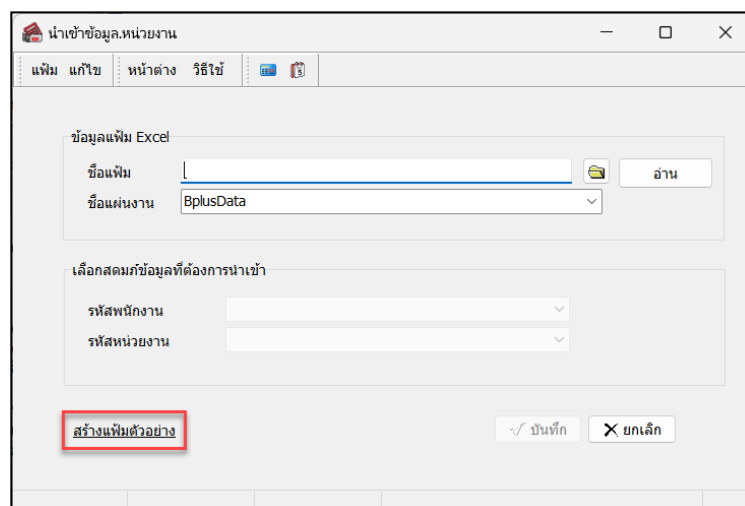 นำเข้าข้อมูล.หน่วยงาน
แฟ้ม แก้ไข หน้าต่าง วิธีใช้
ข้อมูลแฟ้ม Excel
ชื่อแฟ้ม อ่าน
ชื่อแผ่นงาน BplusData
เลือกสดมภ์ข้อมูลที่ต้องการนำเข้า
รหัสพนักงาน
รหัสหน่วยงาน
สร้างแฟ้มตัวอย่าง บันทึก ยกเลิก